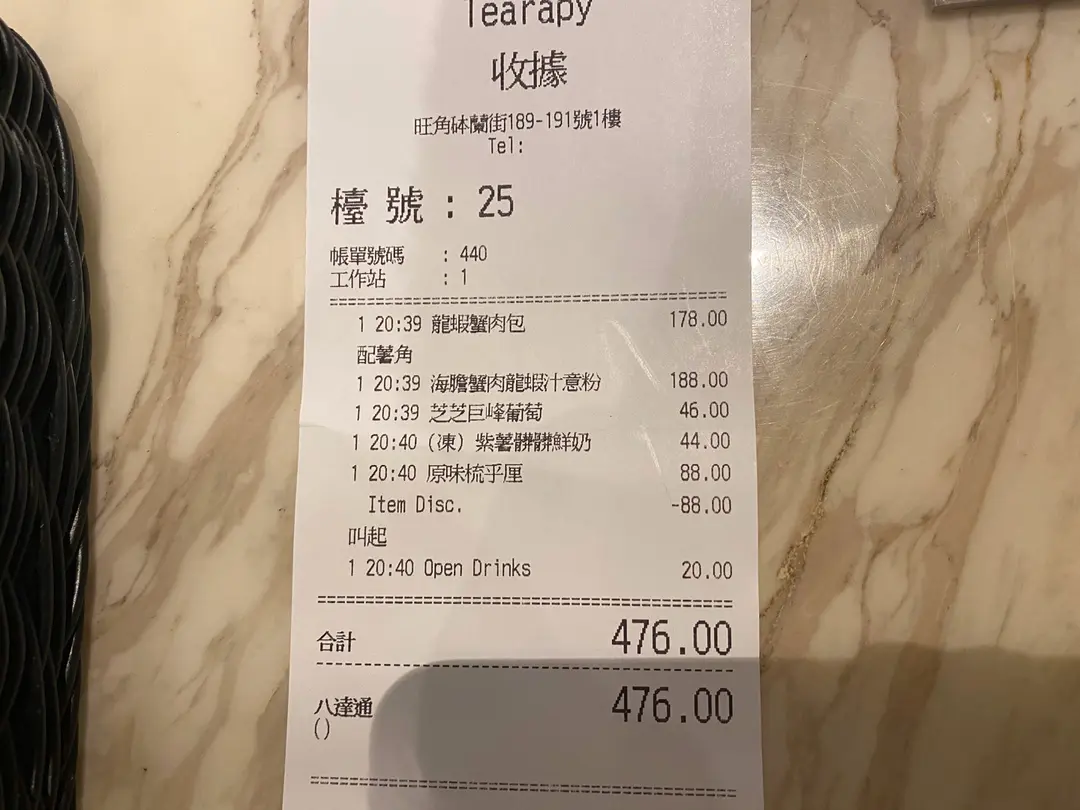 Tearapy
收據
旺角砵蘭街189-191號1樓
Tel:
檯 號 : 25
帳單號碼 : 440
工作站 : 1
1 20:39 龍蝦蟹肉包 178.00
配薯角
1 20:39 海膽蟹肉龍蝦汁意粉 188.00
1 20:39 芝芝巨峰葡萄 46.00
1 20:40 (凍) 紫薯髒髒鮮奶 44.00
1 20:40 原味梳乎厘 88.00
Item Disc. -88.00
叫起
1 20:40 Open Drinks 20.00
合計 476.00
八達通 476.00
()